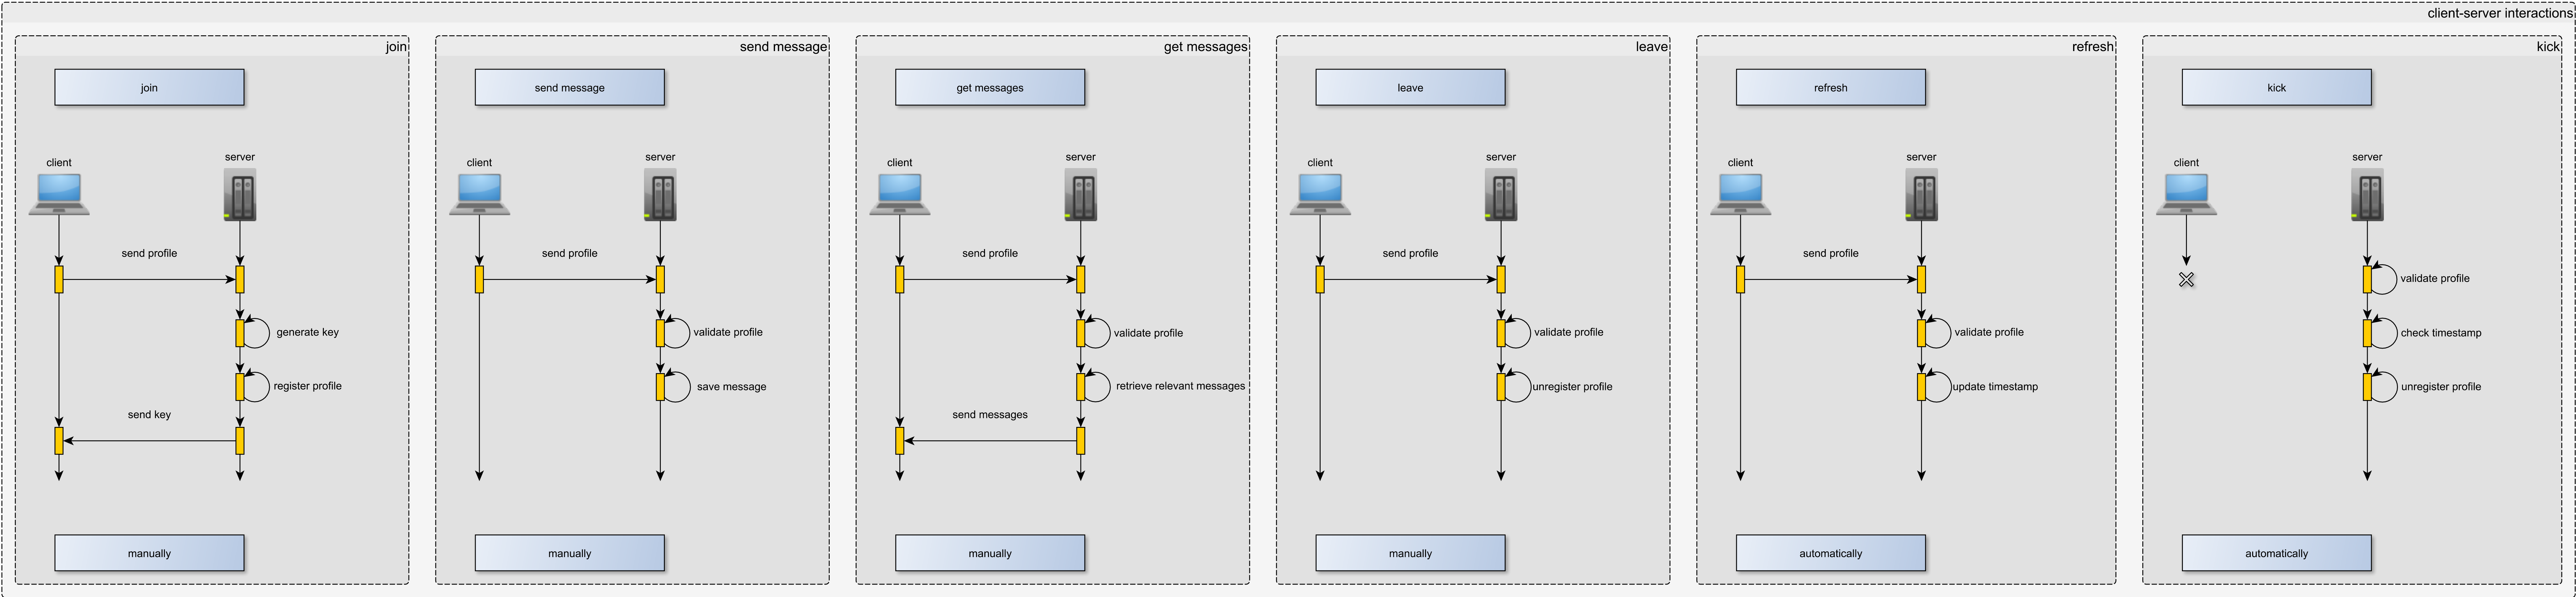 client-server interactions
join
join
client
server
send profile
generate key
register profile
send key
manually
send message
send message
client
server
send profile
validate profile
save message
manually
get messages
get messages
client
server
send profile
validate profile
retrieve relevant messages
send messages
manually
leave
leave
client
server
send profile
validate profile
unregister profile
manually
refresh
refresh
client
server
send profile
validate profile
update timestamp
automatically
kick
kick
client
server
validate profile
check timestamp
unregister profile
automatically